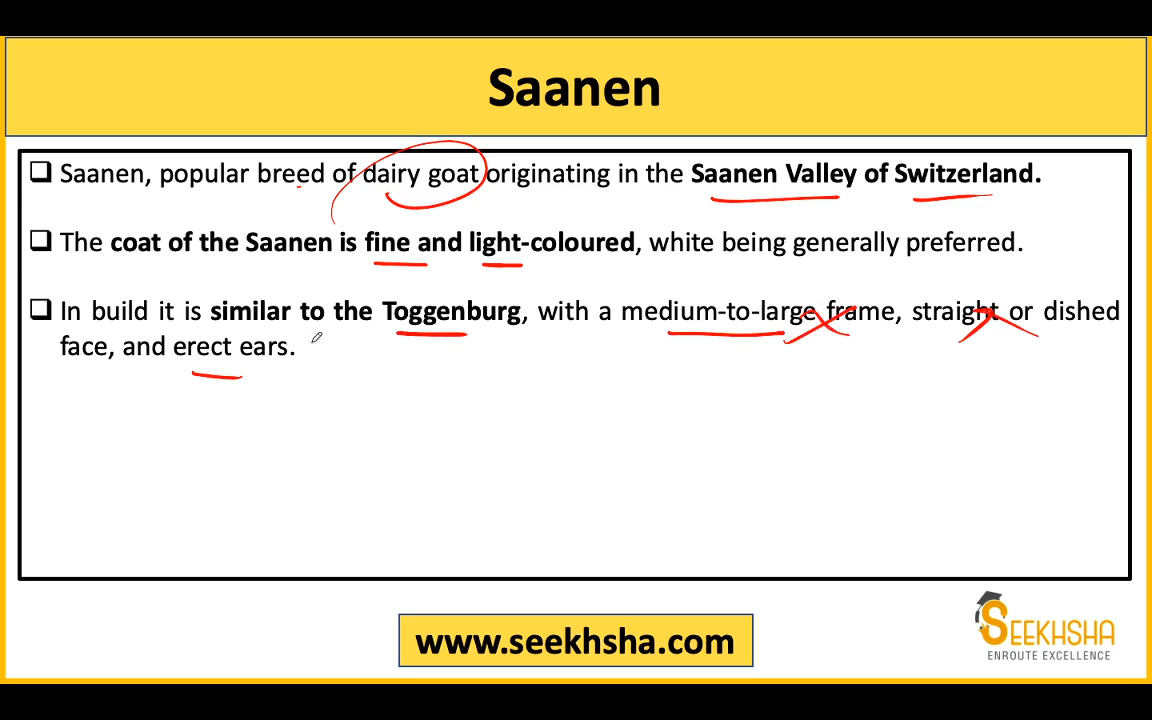 Saanen
❑ Saanen, popular breed of dairy goat originating in the Saanen Valley of Switzerland.
❑ The coat of the Saanen is fine and light-coloured, white being generally preferred.
❑ In build it is similar to the Toggenburg, with a medium-to-large frame, straight or dished
face, and erect ears.
www.seekhsha.com
SEEKHSHA
ENROUTE EXCELLENCE